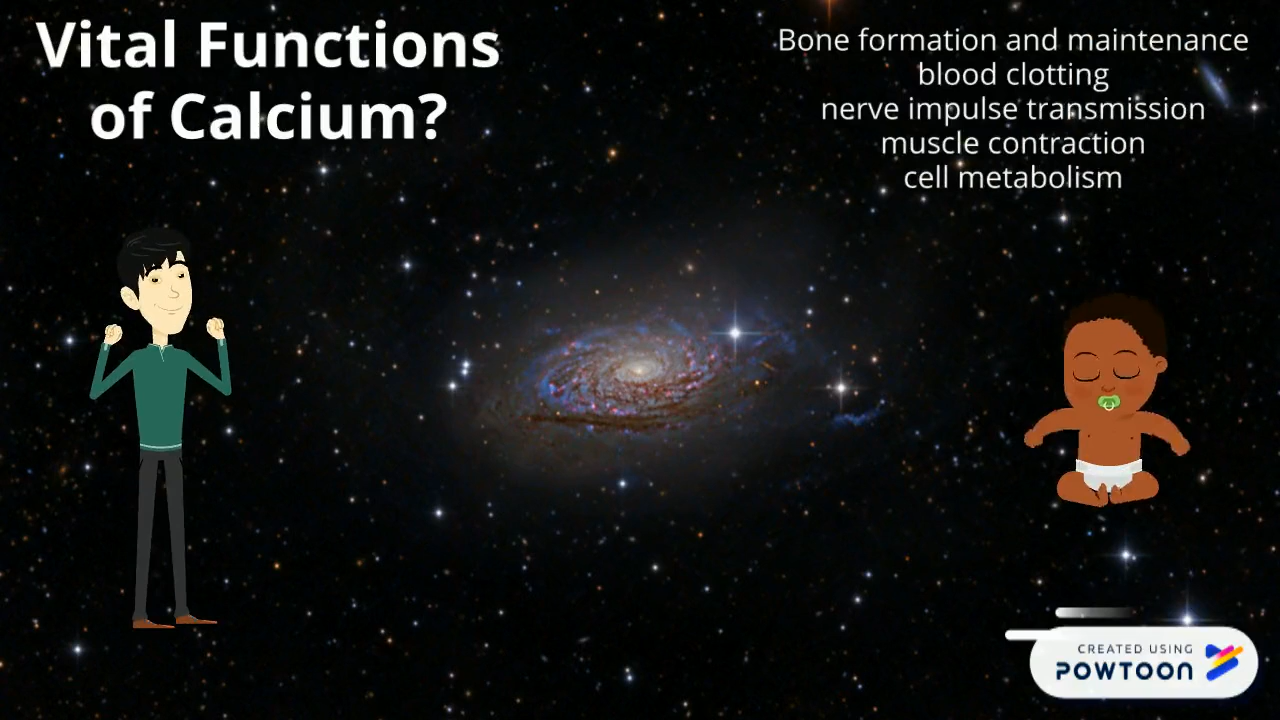 Vital Functions
of Calcium?
Bone formation and maintenance
blood clotting
nerve impulse transmission
muscle contraction
cell metabolism
CREATED USING
POWTOON